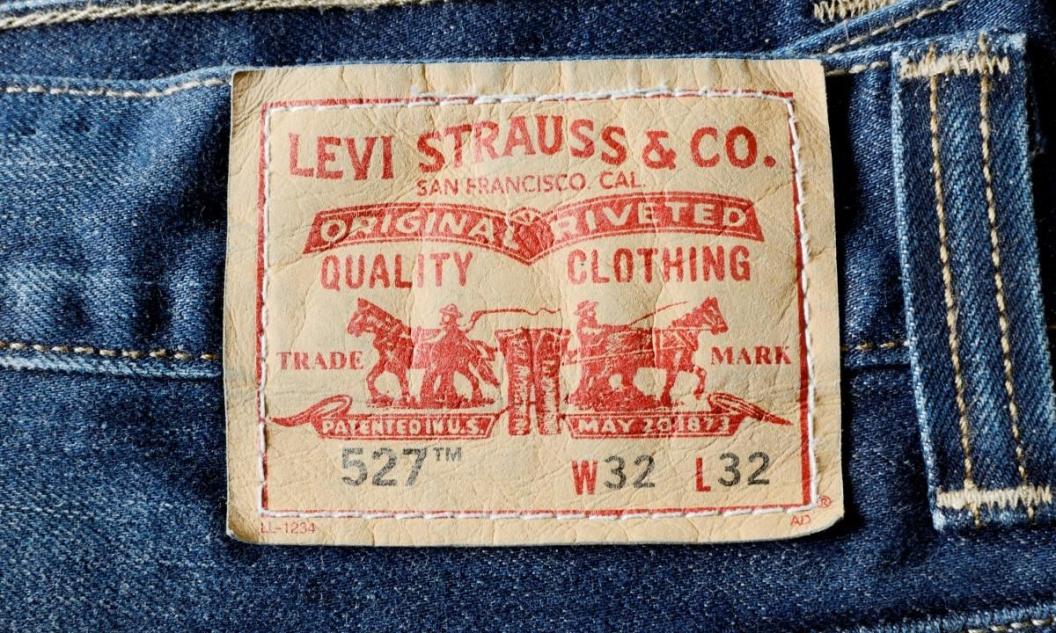 LEVI STRAUSS & CO.
SAN FRANCISCO. CAL.
ORIGINAL RIVETED
QUALITY CLOTHING
TRADE MARK
PATENTED IN U.S. MAY 20 1873
527™ W32 L32
LL-1234 AD®